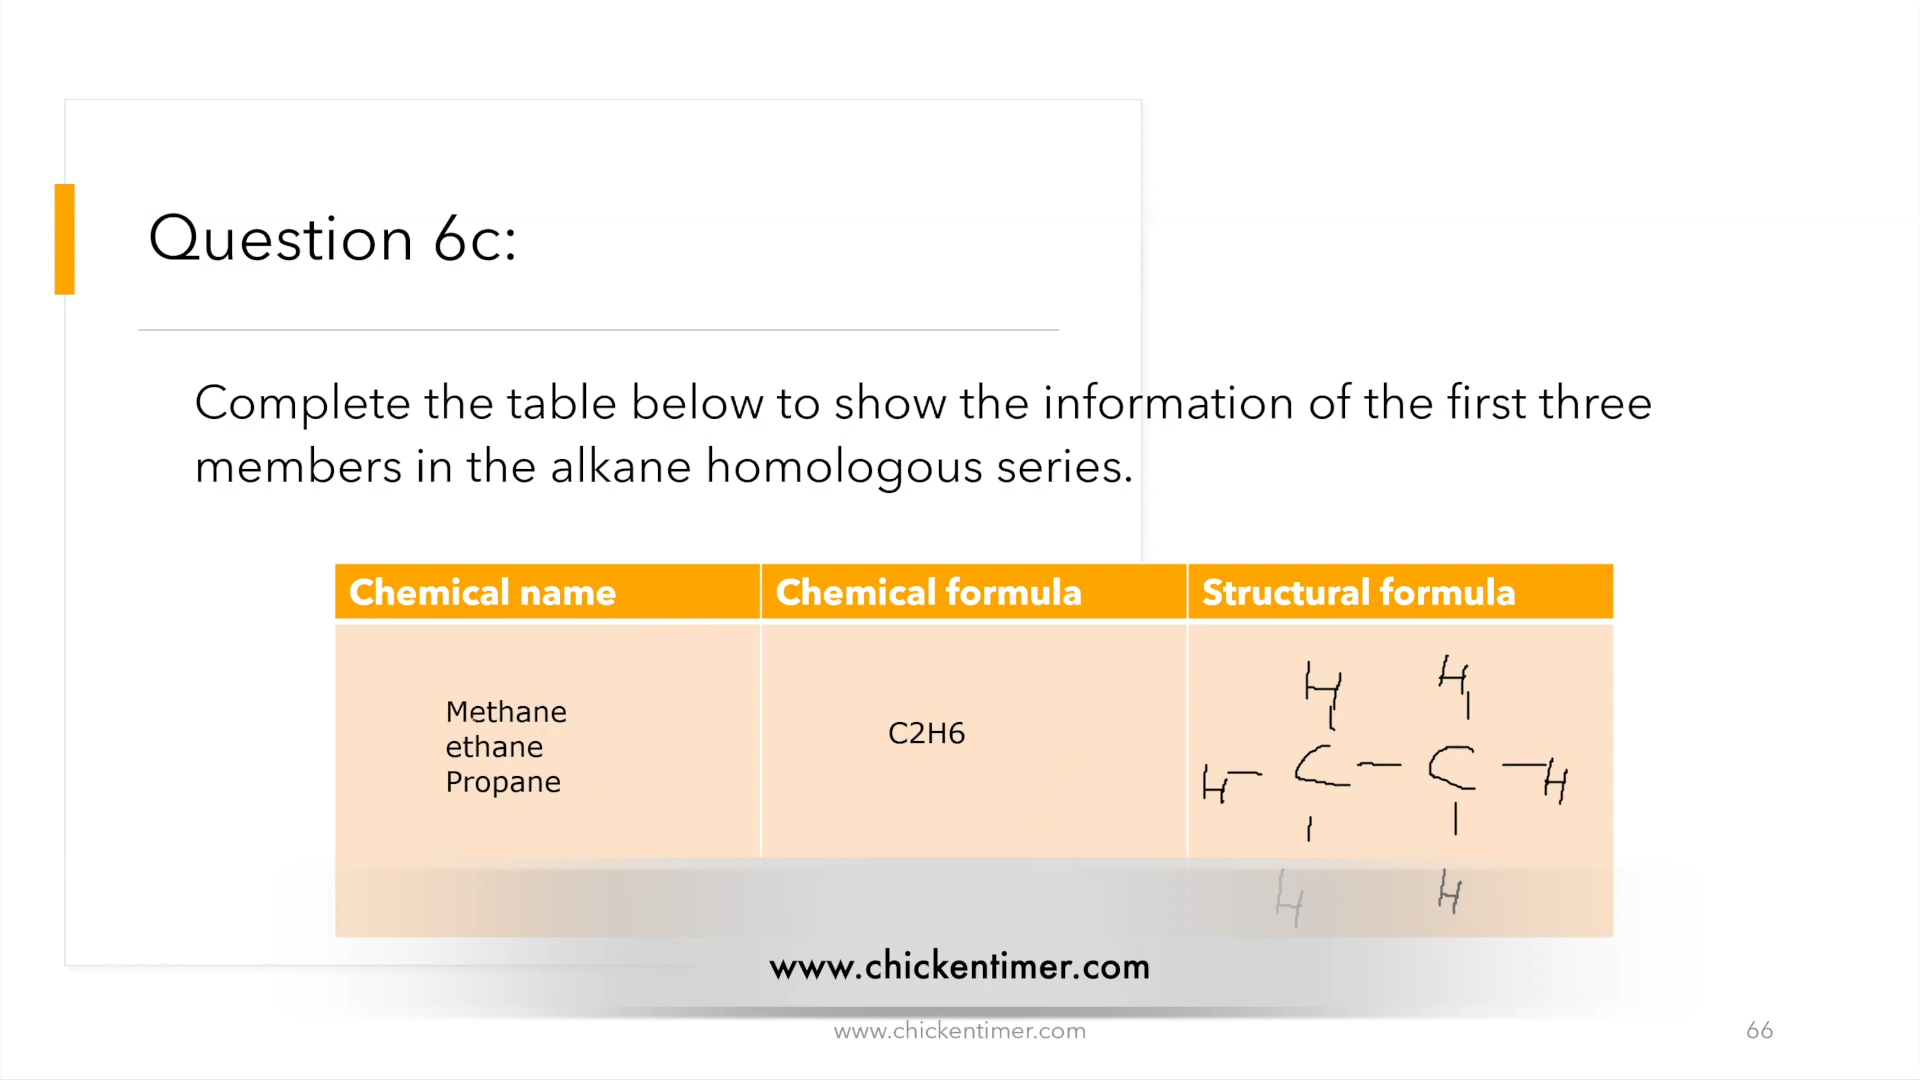 Question 6c:
Complete the table below to show the information of the first three
members in the alkane homologous series.
Chemical name Chemical formula Structural formula
Methane
ethane
Propane
C2H6
H H
H C C H
H H
www.chickentimer.com
www.chickentimer.com
66